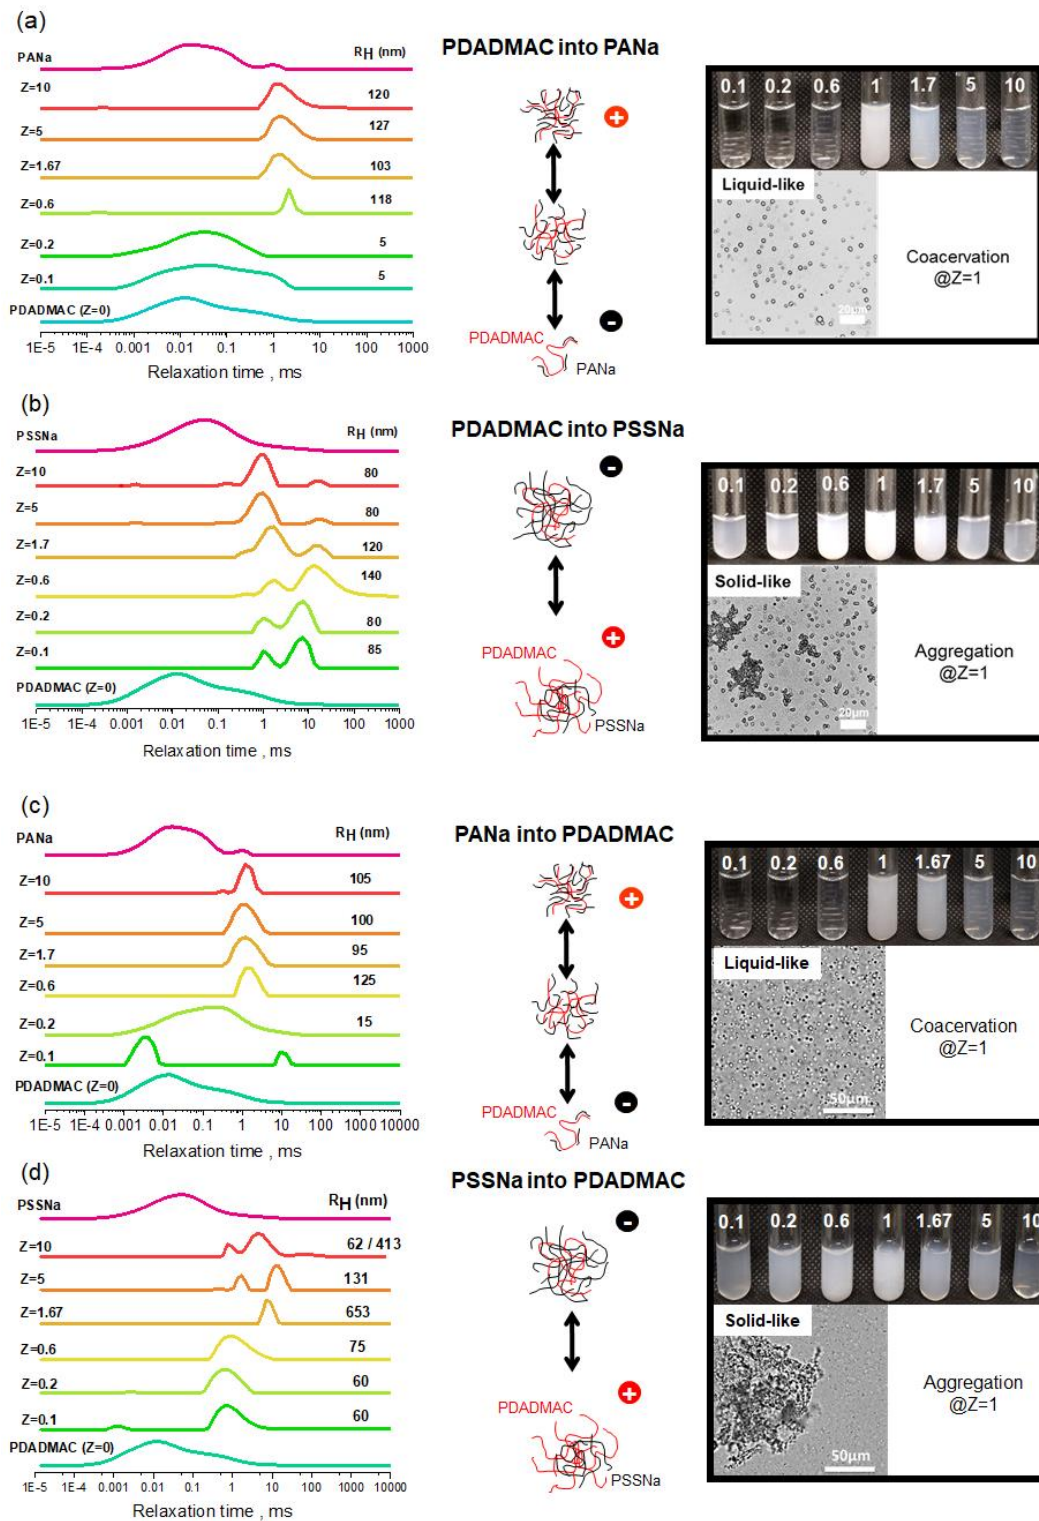 (a)
PDADMAC into PANa
PANa
RH (nm)
Z=10
120
Z=5
127
Z=1.67
103
Z=0.6
118
Z=0.2
5
Z=0.1
5
PDADMAC (Z=0)
1E-5 1E-4 0.001 0.01 0.1 1 10 100 1000
Relaxation time , ms
+
-
PDADMAC
PANa
0.1 0.2 0.6 1 1.7 5 10
Liquid-like
20µm
Coacervation
@Z=1
(b)
PDADMAC into PSSNa
PSSNa
RH (nm)
Z=10
80
Z=5
80
Z=1.7
120
Z=0.6
140
Z=0.2
80
Z=0.1
85
PDADMAC (Z=0)
1E-5 1E-4 0.001 0.01 0.1 1 10 100 1000
Relaxation time , ms
-
+
PDADMAC
PSSNa
0.1 0.2 0.6 1 1.7 5 10
Solid-like
20µm
Aggregation
@Z=1
(c)
PANa into PDADMAC
PANa
RH (nm)
Z=10
105
Z=5
100
Z=1.7
95
Z=0.6
125
Z=0.2
15
Z=0.1
PDADMAC (Z=0)
1E-5 1E-4 0.001 0.01 0.1 1 10 100 1000 10000
Relaxation time , ms
+
-
PDADMAC
PANa
0.1 0.2 0.6 1 1.67 5 10
Liquid-like
50µm
Coacervation
@Z=1
(d)
PSSNa into PDADMAC
PSSNa
RH (nm)
Z=10
62 / 413
Z=5
131
Z=1.67
653
Z=0.6
75
Z=0.2
60
Z=0.1
60
PDADMAC (Z=0)
1E-5 1E-4 0.001 0.01 0.1 1 10 100 1000 10000
Relaxation time , ms
-
+
PDADMAC
PSSNa
0.1 0.2 0.6 1 1.67 5 10
Solid-like
50µm
Aggregation
@Z=1